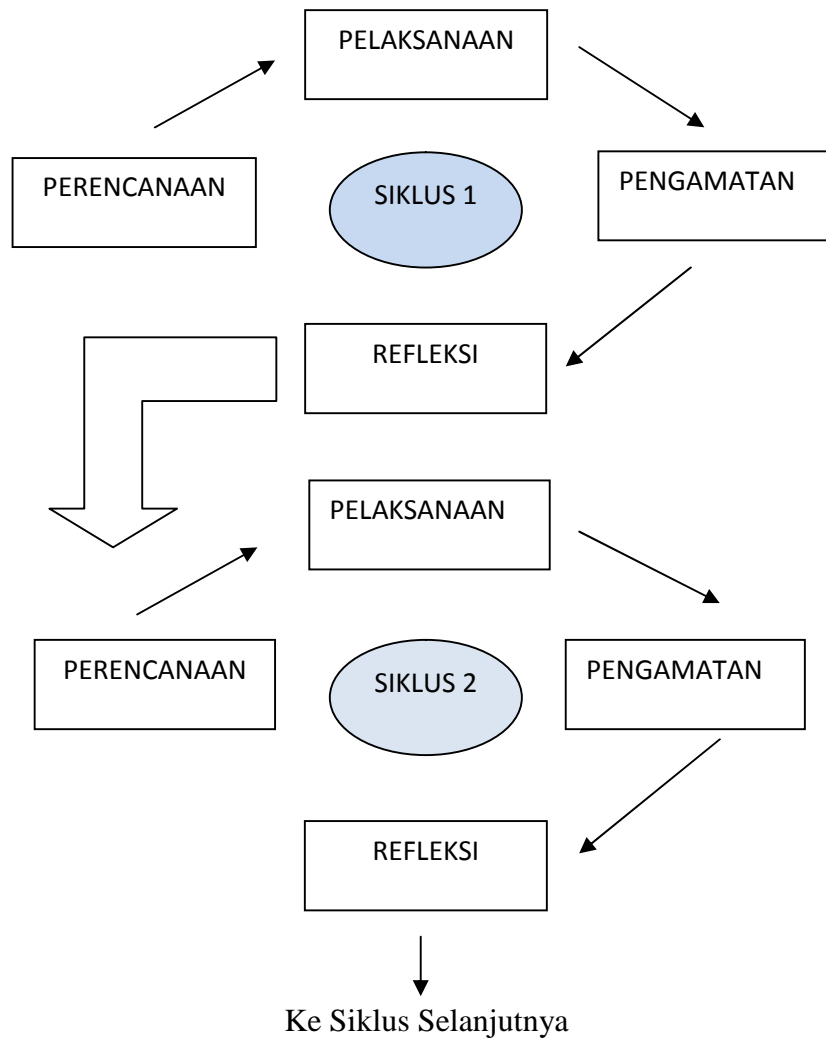 PELAKSANAAN
PERENCANAAN
SIKLUS 1
PENGAMATAN
REFLEKSI
PELAKSANAAN
PERENCANAAN
SIKLUS 2
PENGAMATAN
REFLEKSI
Ke Siklus Selanjutnya